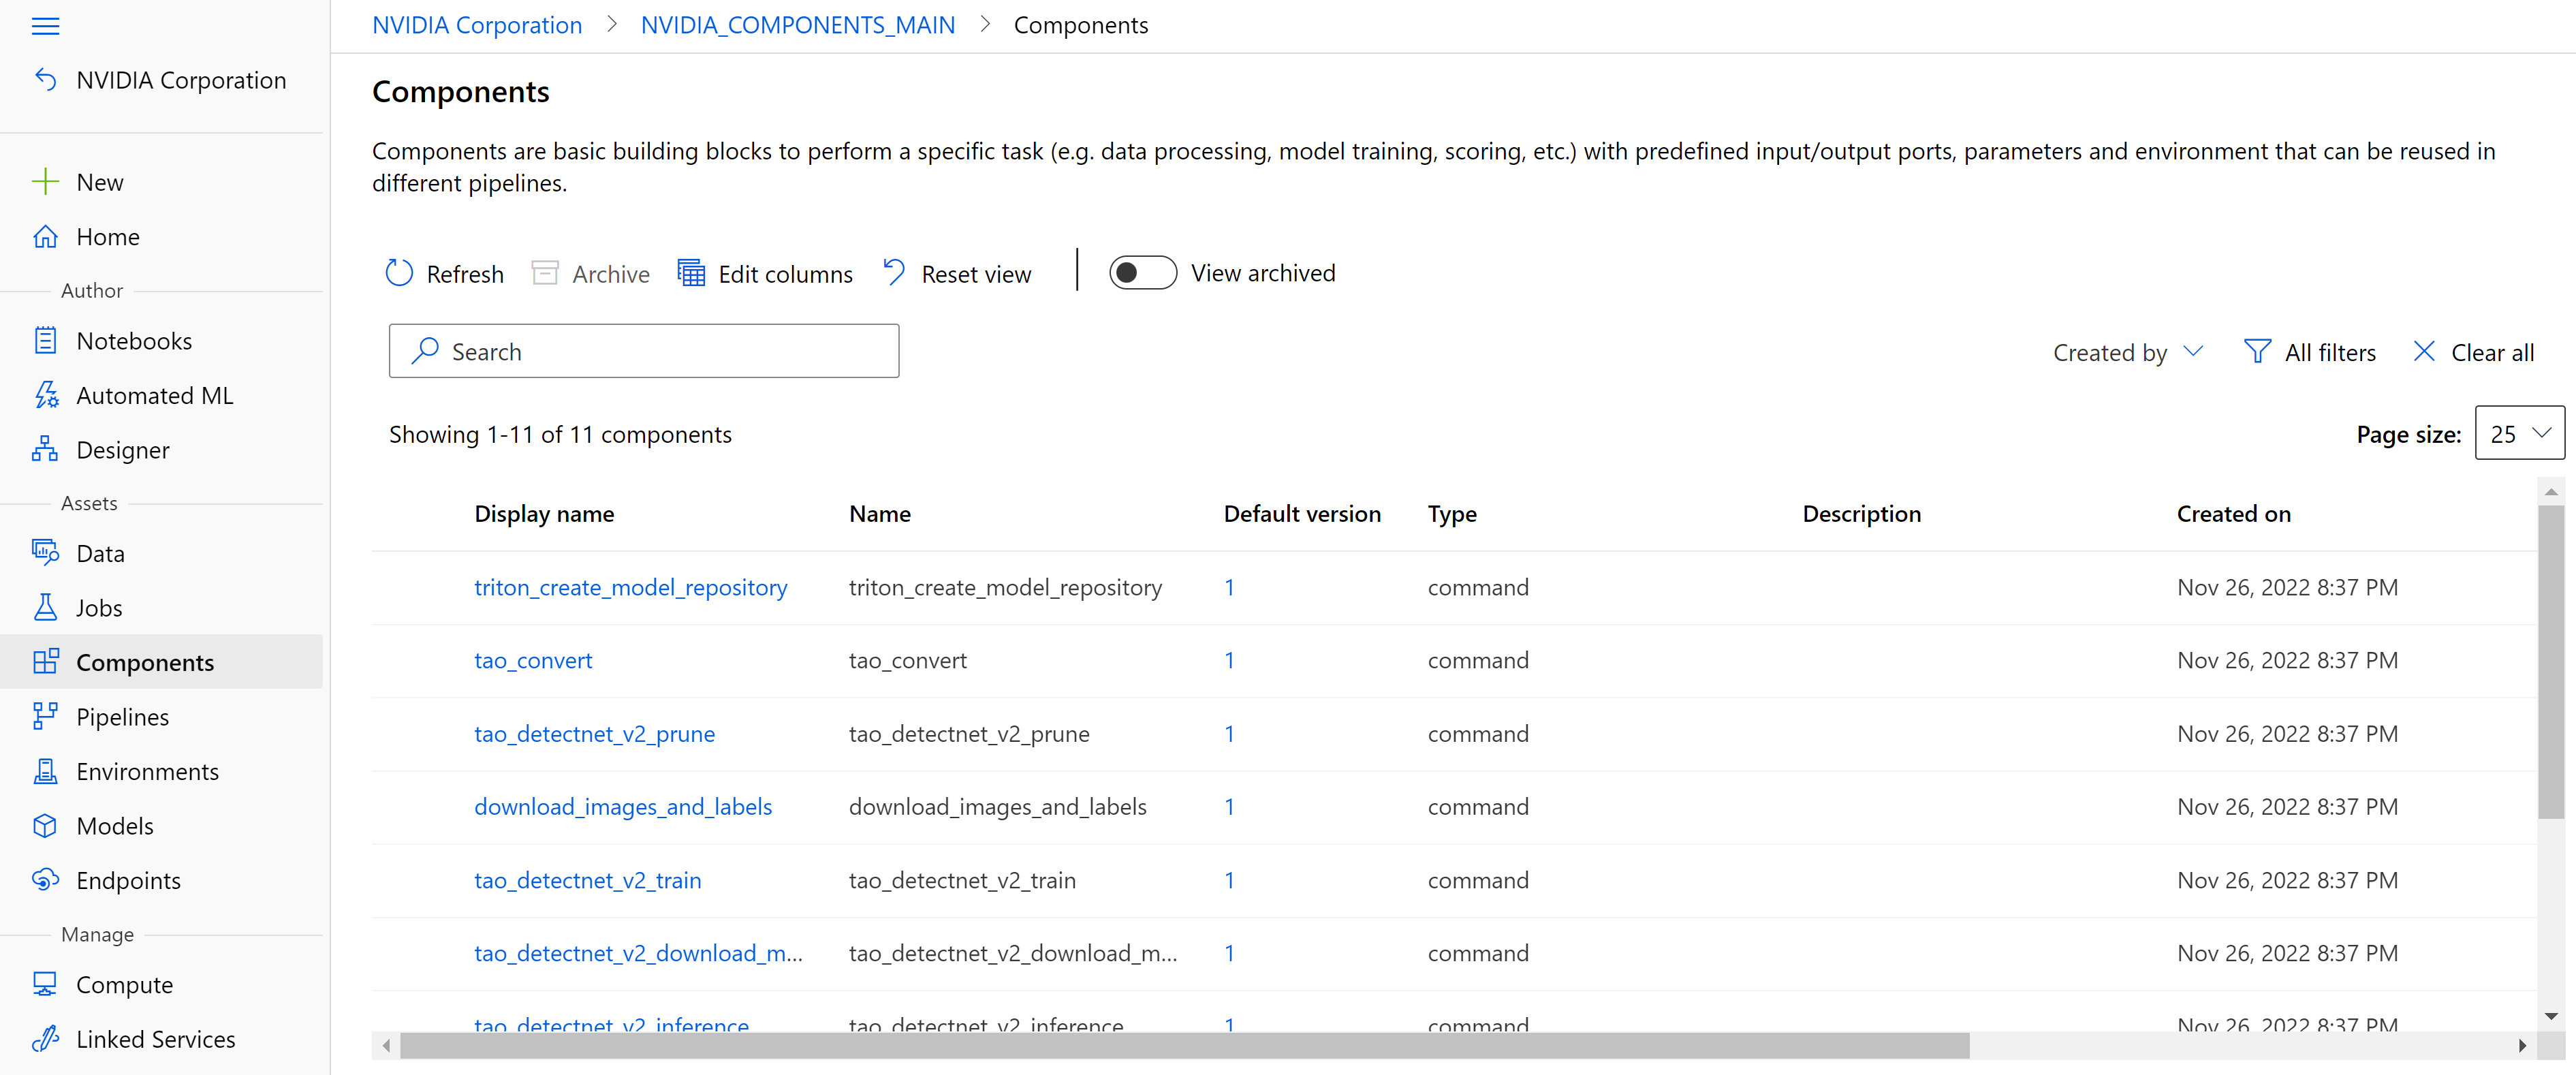 NVIDIA Corporation > NVIDIA_COMPONENTS_MAIN > Components
NVIDIA Corporation
New
Home
Author
Notebooks
Automated ML
Designer
Assets
Data
Jobs
Components
Pipelines
Environments
Models
Endpoints
Manage
Compute
Linked Services
Components
Components are basic building blocks to perform a specific task (e.g. data processing, model training, scoring, etc.) with predefined input/output ports, parameters and environment that can be reused in
different pipelines.
Refresh Archive Edit columns Reset view View archived
Search Created by All filters Clear all
Showing 1-11 of 11 components Page size: 25
Display name Name Default version Type Description Created on
triton_create_model_repository triton_create_model_repository 1 command Nov 26, 2022 8:37 PM
tao_convert tao_convert 1 command Nov 26, 2022 8:37 PM
tao_detectnet_v2_prune tao_detectnet_v2_prune 1 command Nov 26, 2022 8:37 PM
download_images_and_labels download_images_and_labels 1 command Nov 26, 2022 8:37 PM
tao_detectnet_v2_train tao_detectnet_v2_train 1 command Nov 26, 2022 8:37 PM
tao_detectnet_v2_download_m... tao_detectnet_v2_download_m... 1 command Nov 26, 2022 8:37 PM
tao_detectnet_v2_inference tao_detectnet_v2_inference 1 command Nov 26, 2022 8:37 PM